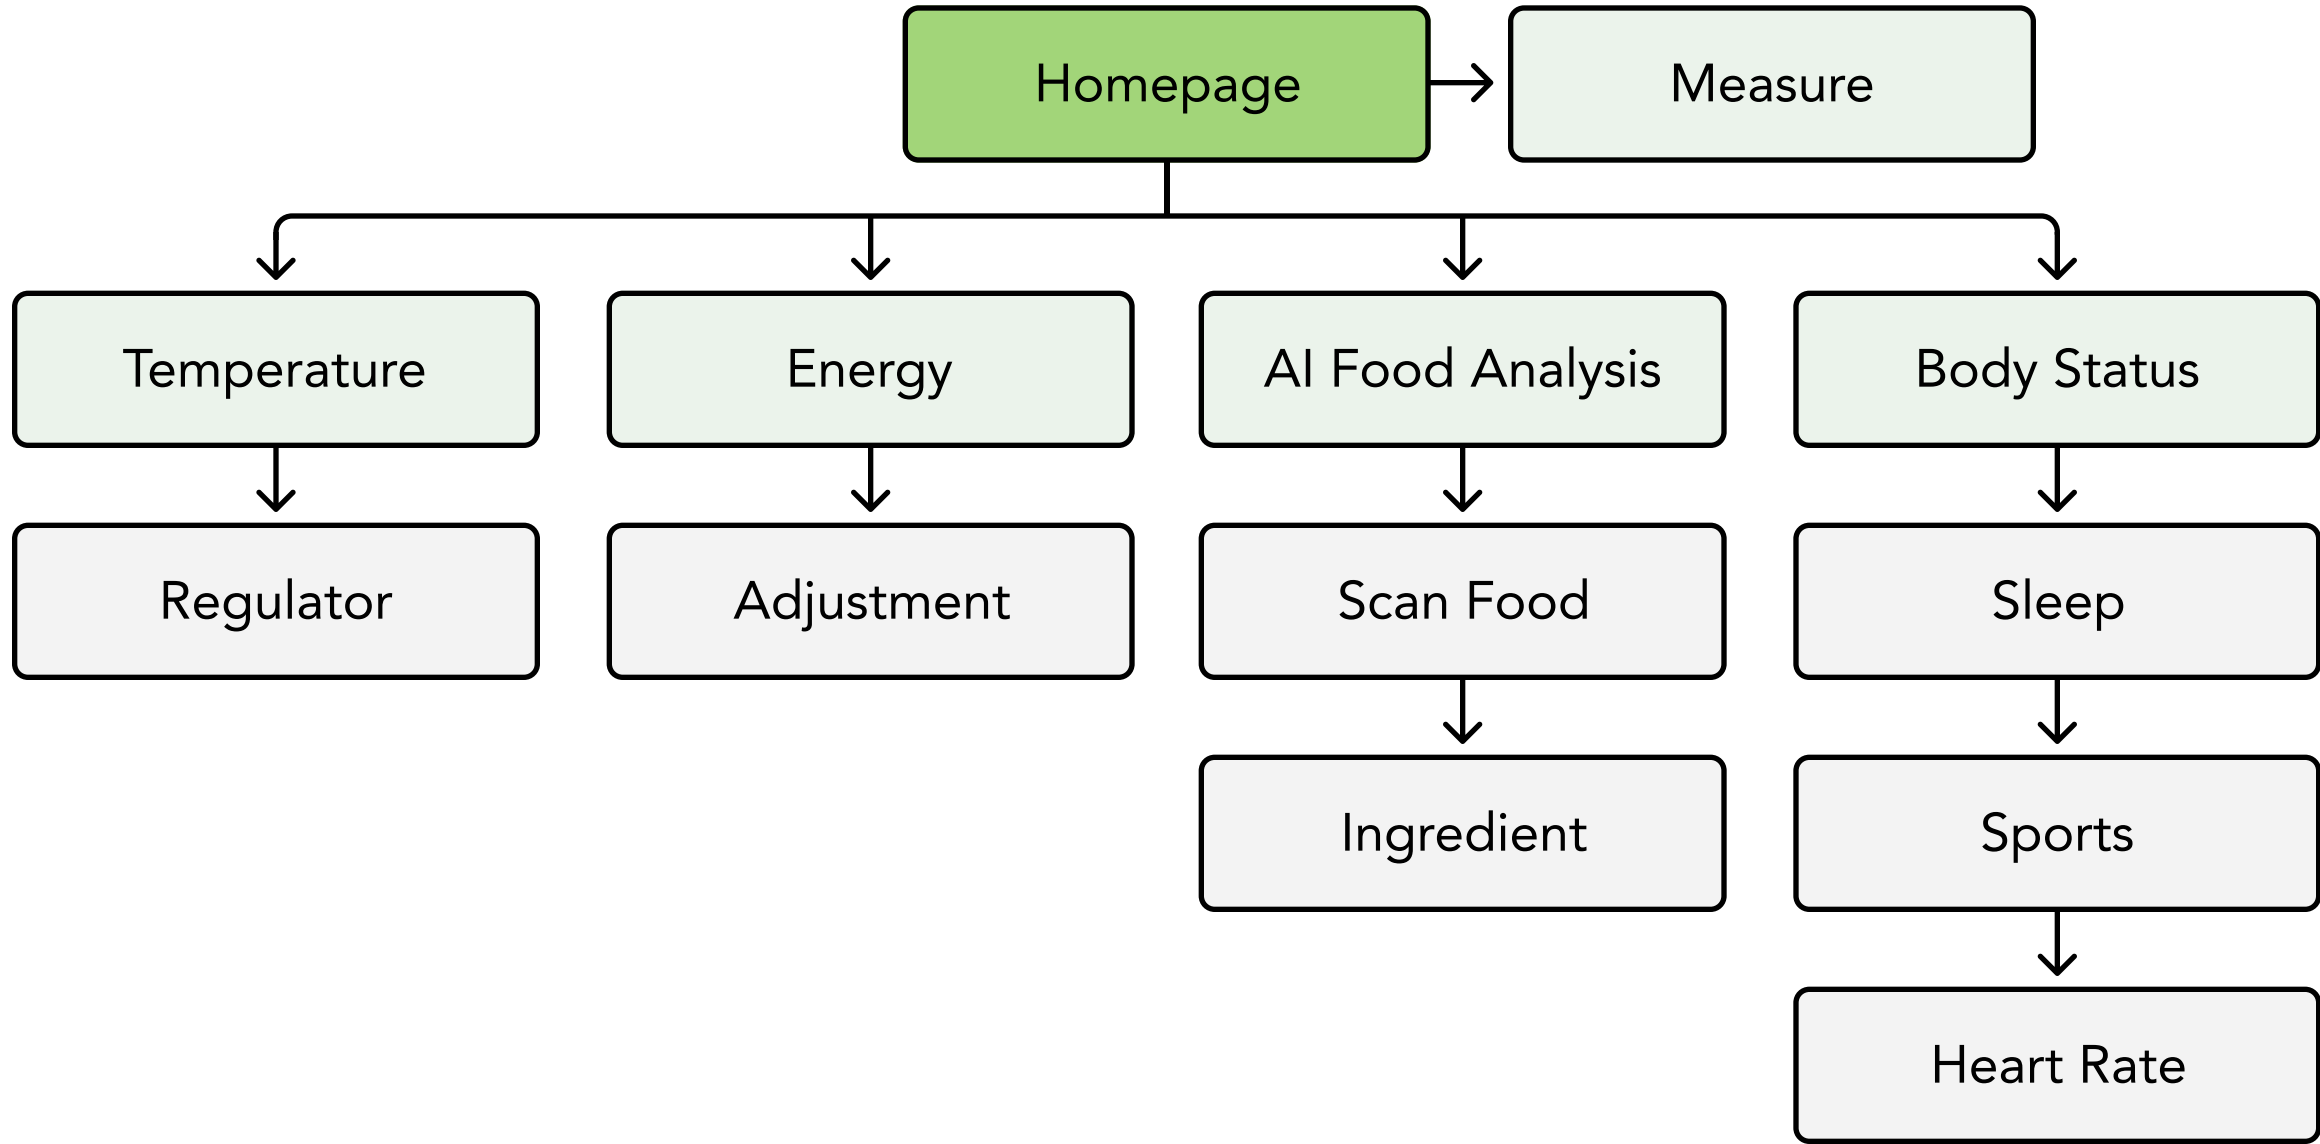 Homepage
Measure
Temperature
Energy
AI Food Analysis
Body Status
Regulator
Adjustment
Scan Food
Sleep
Ingredient
Sports
Heart Rate